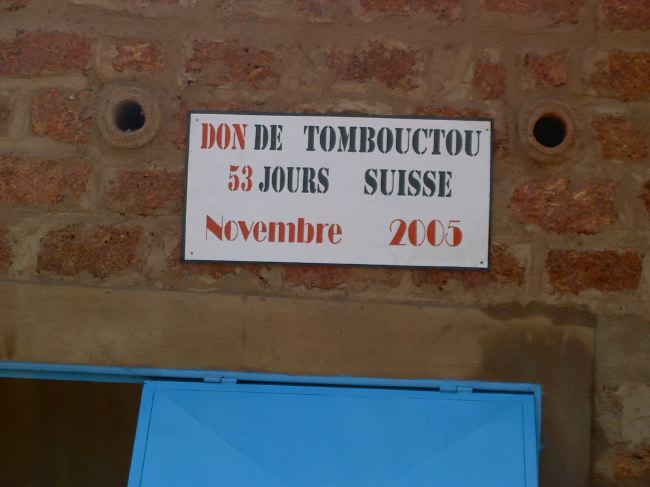 DON DE TOMBOUCTOU
53 JOURS SUISSE
Novembre 2005